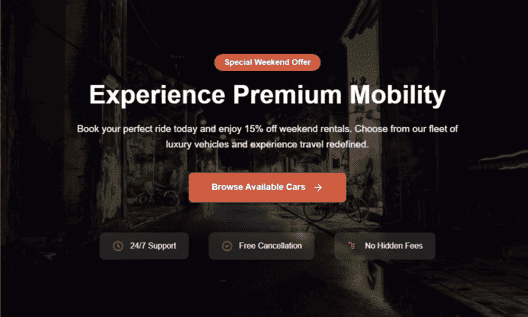 Special Weekend Offer
Experience Premium Mobility
Book your perfect ride today and enjoy 15% off weekend rentals. Choose from our fleet of
luxury vehicles and experience travel redefined.
Browse Available Cars
24/7 Support
Free Cancellation
No Hidden Fees